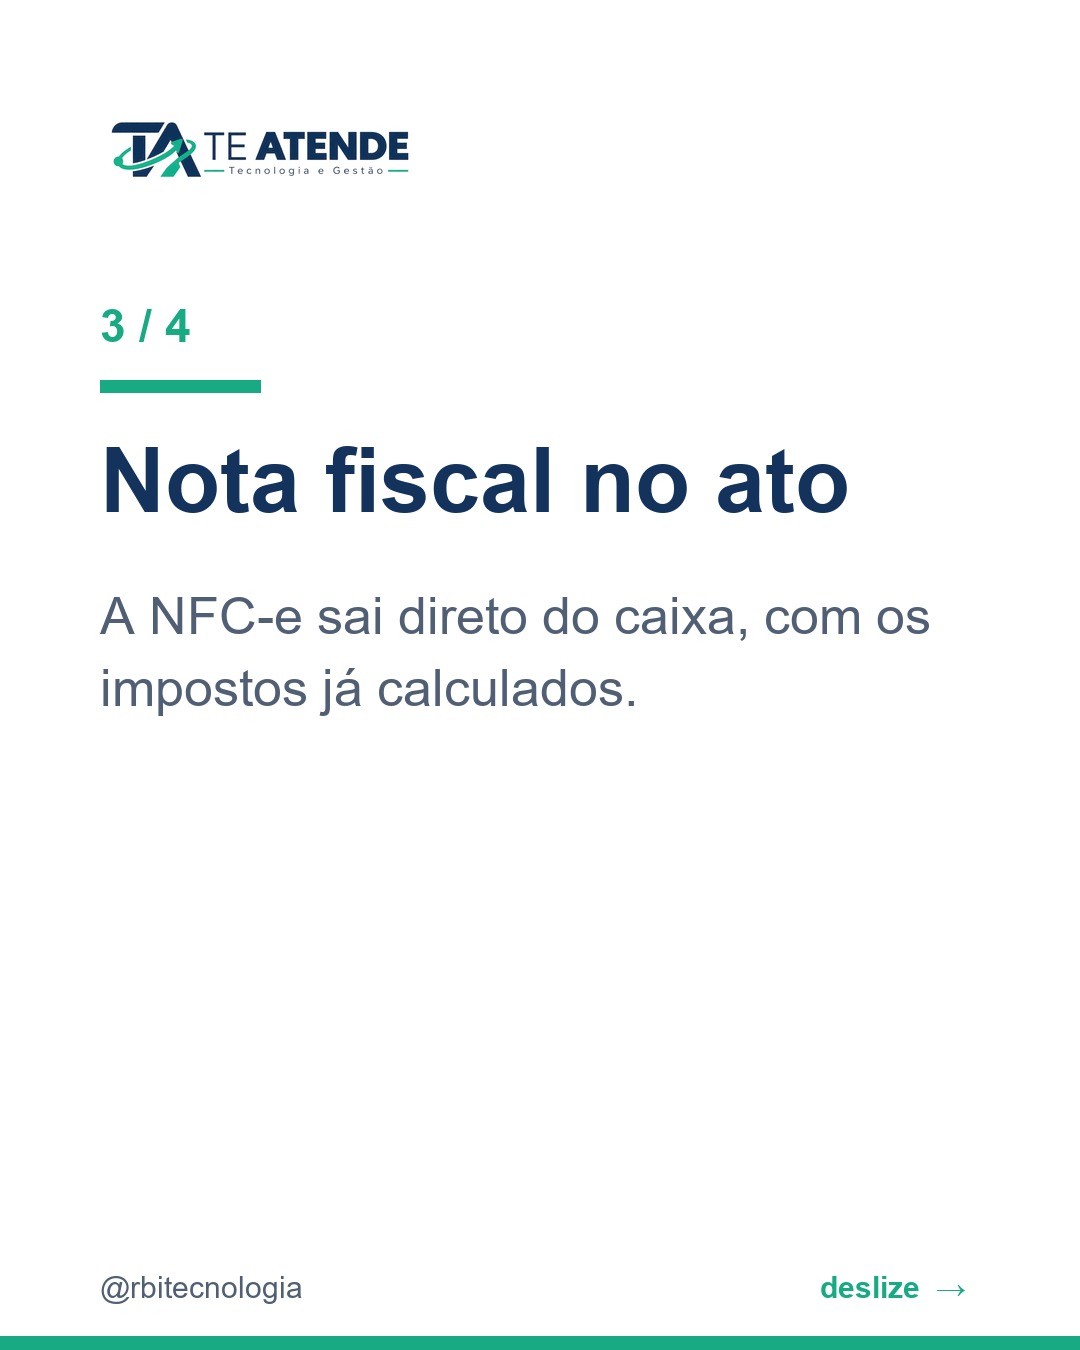 TA TE ATENDE
Tecnologia e Gestão
3 / 4
Nota fiscal no ato
A NFC-e sai direto do caixa, com os
impostos já calculados.
@rbitecnologia
deslize →